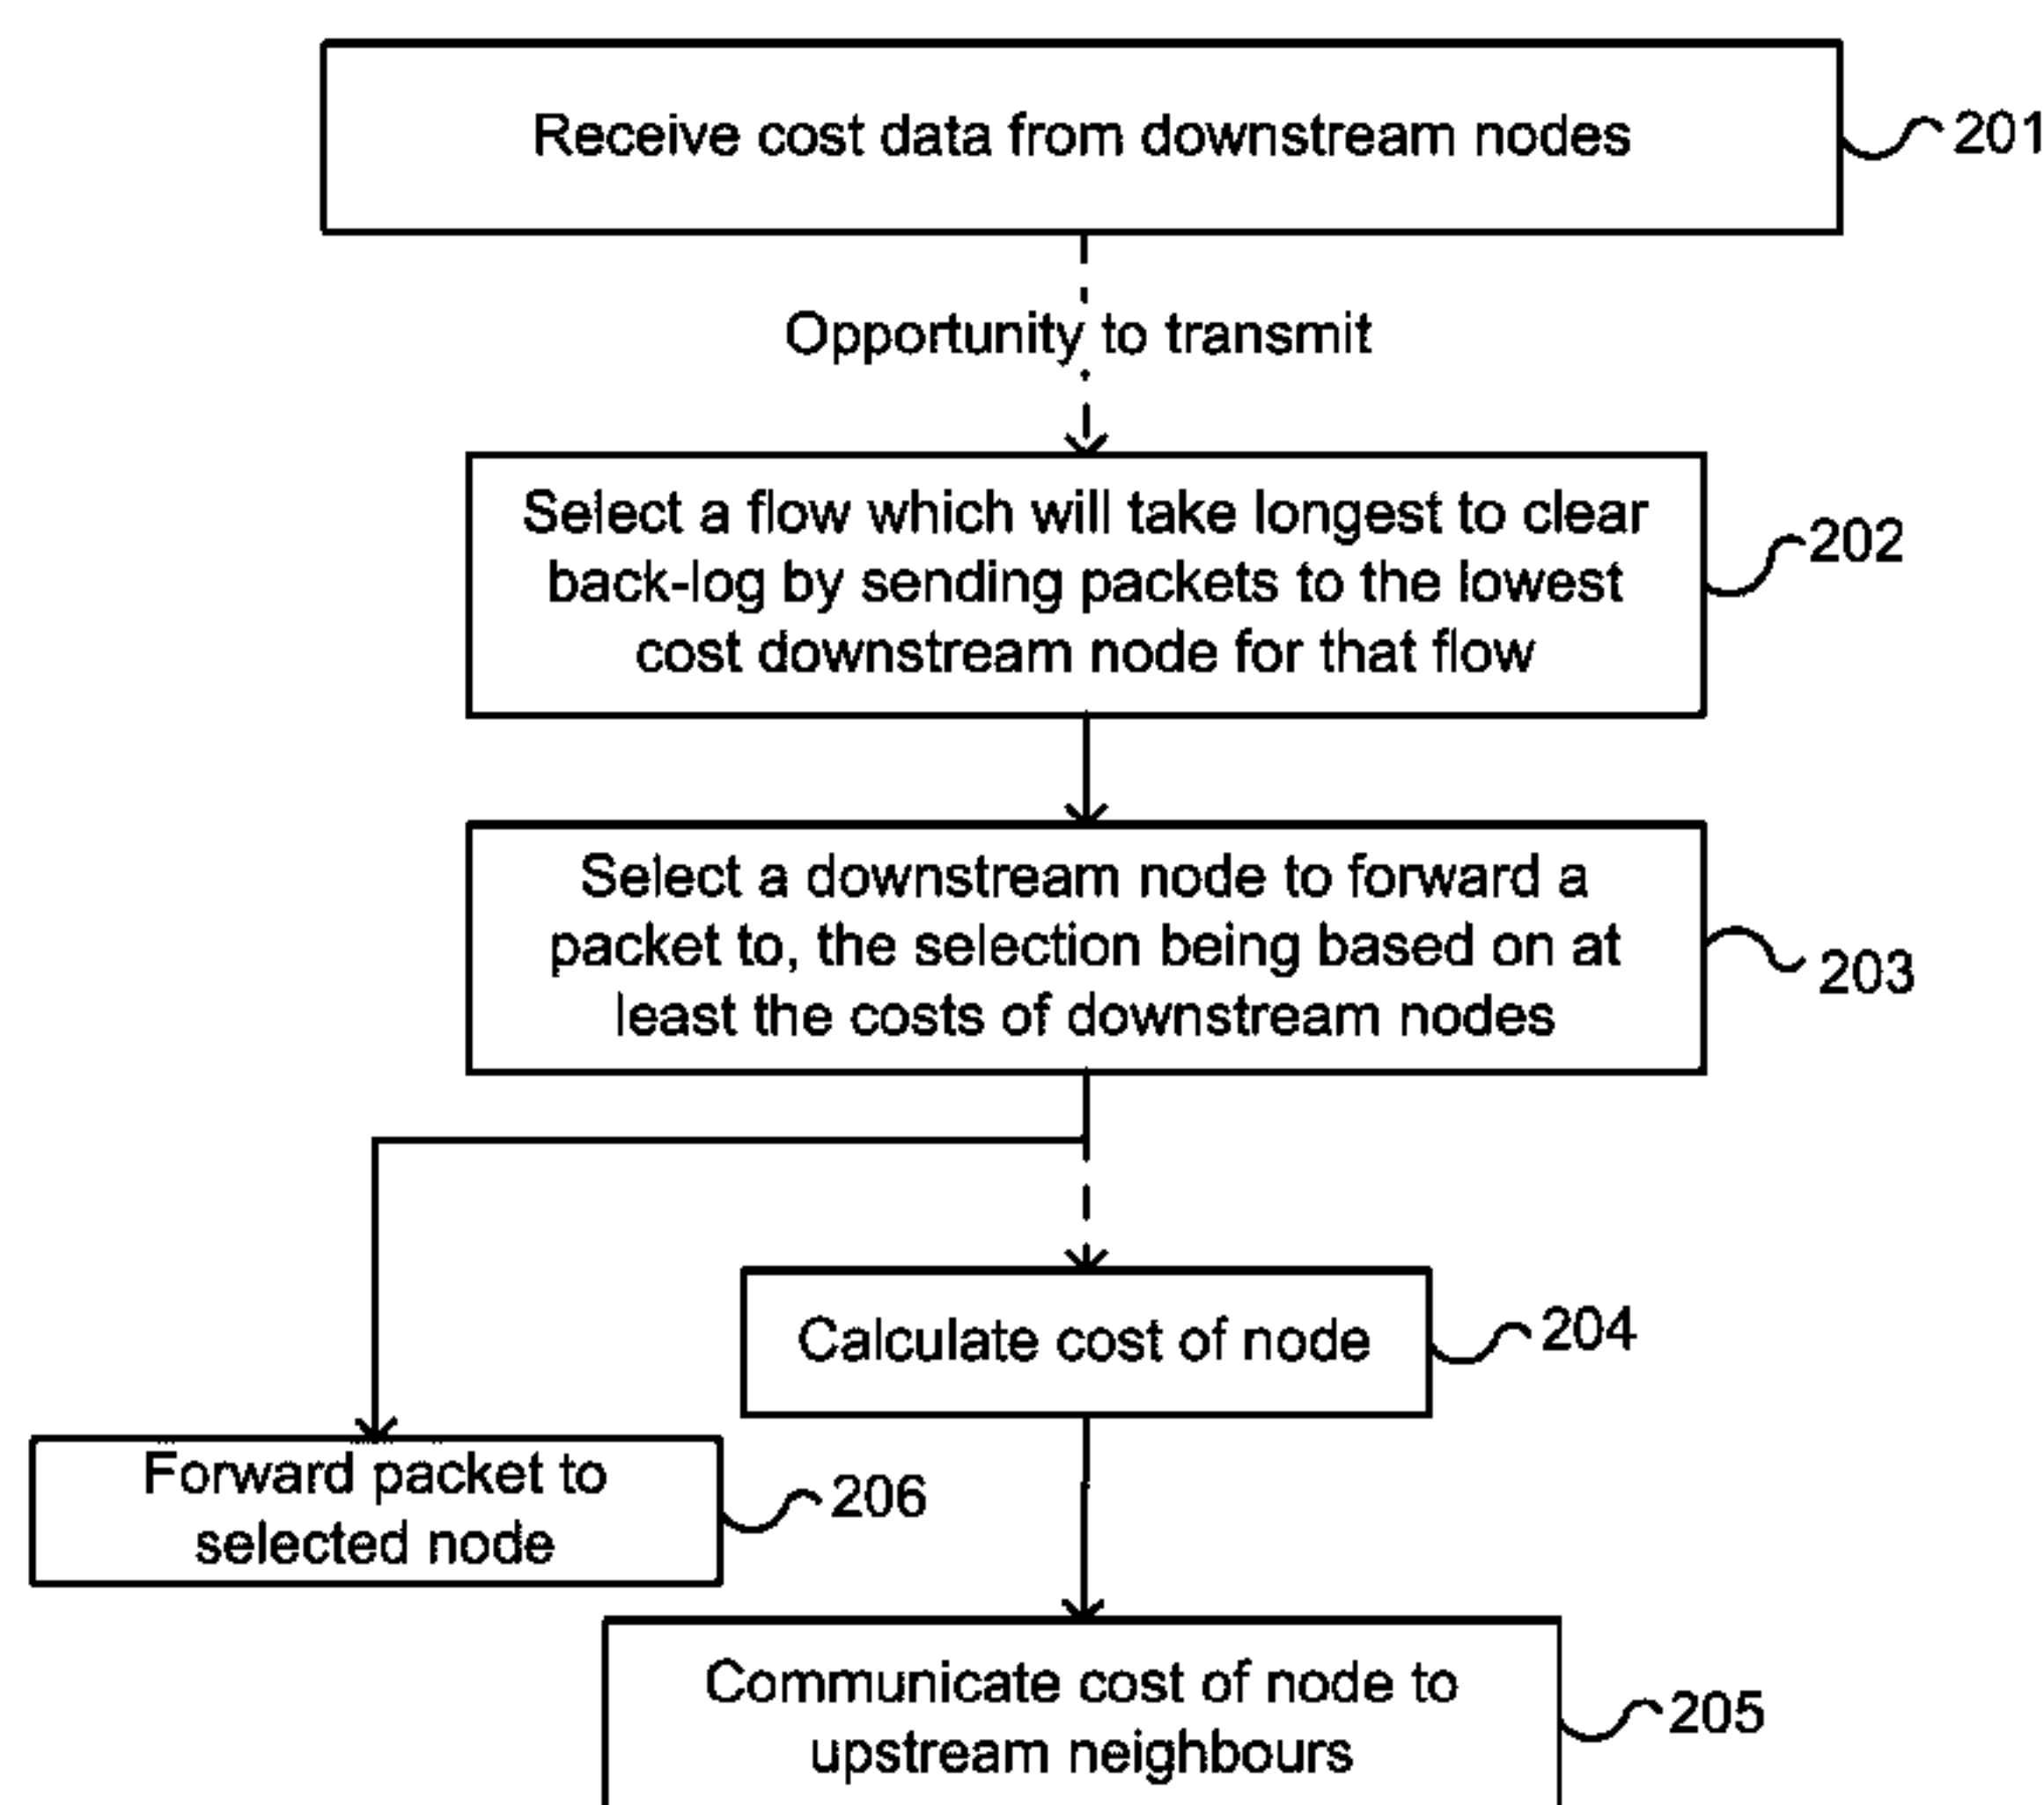 Receive cost data from downstream nodes
201
Opportunity to transmit
Select a flow which will take longest to clear
back-log by sending packets to the lowest
cost downstream node for that flow
202
Select a downstream node to forward a
packet to, the selection being based on at
least the costs of downstream nodes
203
Calculate cost of node
204
Forward packet to
selected node
206
Communicate cost of node to
upstream neighbours
205